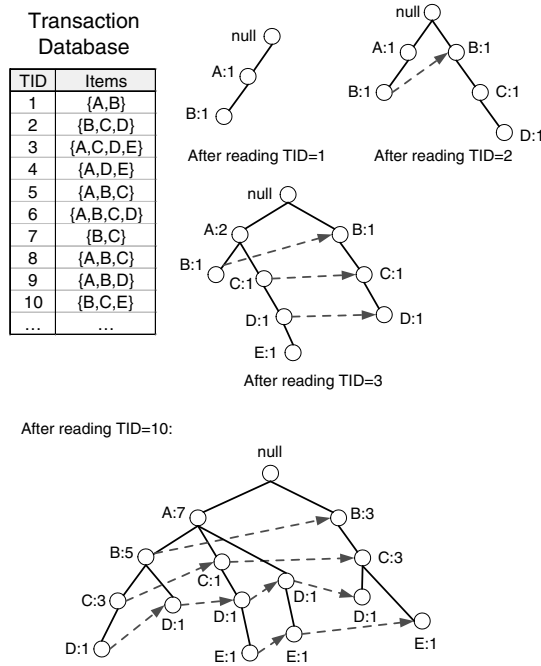 Transaction
Database
TID Items
1 {A,B}
2 {B,C,D}
3 {A,C,D,E}
4 {A,D,E}
5 {A,B,C}
6 {A,B,C,D}
7 {B,C}
8 {A,B,C}
9 {A,B,D}
10 {B,C,E}
... ...
null
A:1
B:1
After reading TID=1
null
A:1 B:1
B:1 C:1
D:1
After reading TID=2
null
A:2 B:1
B:1 C:1 C:1
D:1 D:1
E:1
After reading TID=3
After reading TID=10:
null
A:7 B:3
B:5 C:1 C:3
C:3 D:1 D:1 D:1 D:1
D:1 E:1 E:1 E:1